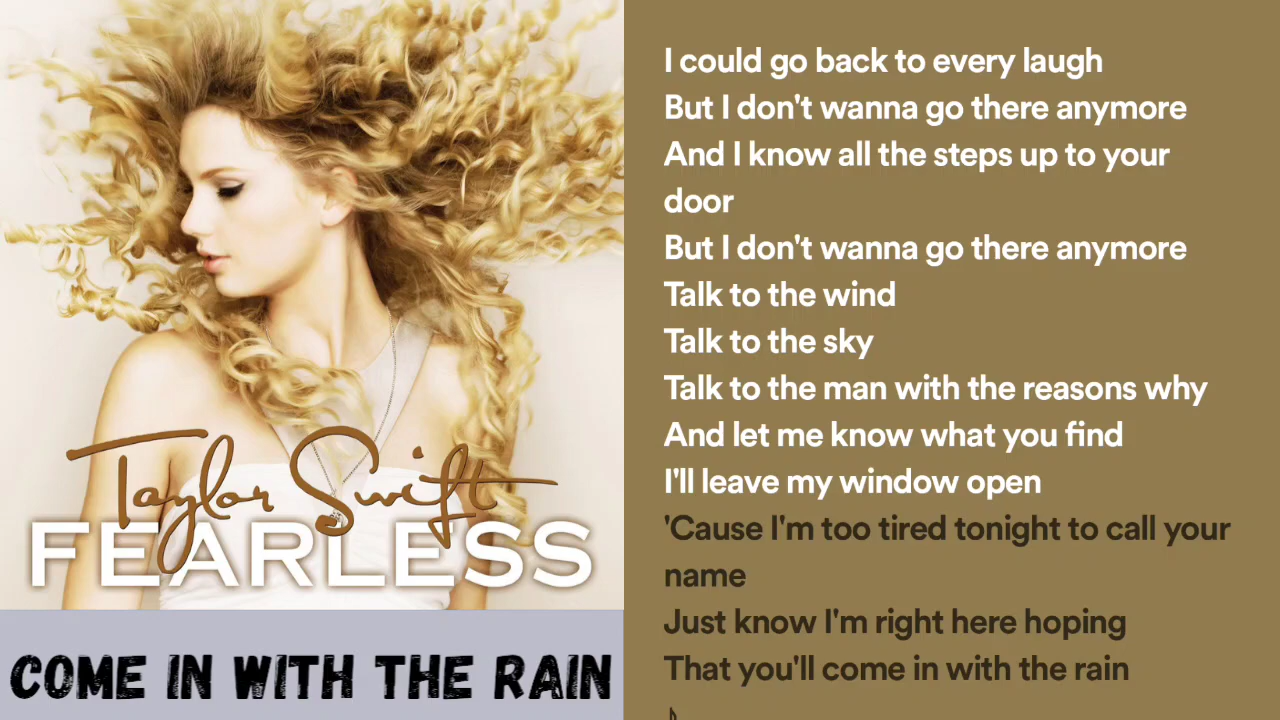 Taylor Swift
FEARLESS
COME IN WITH THE RAIN
I could go back to every laugh
But I don't wanna go there anymore
And I know all the steps up to your
door
But I don't wanna go there anymore
Talk to the wind
Talk to the sky
Talk to the man with the reasons why
And let me know what you find
I'll leave my window open
'Cause I'm too tired tonight to call your
name
Just know I'm right here hoping
That you'll come in with the rain
♪